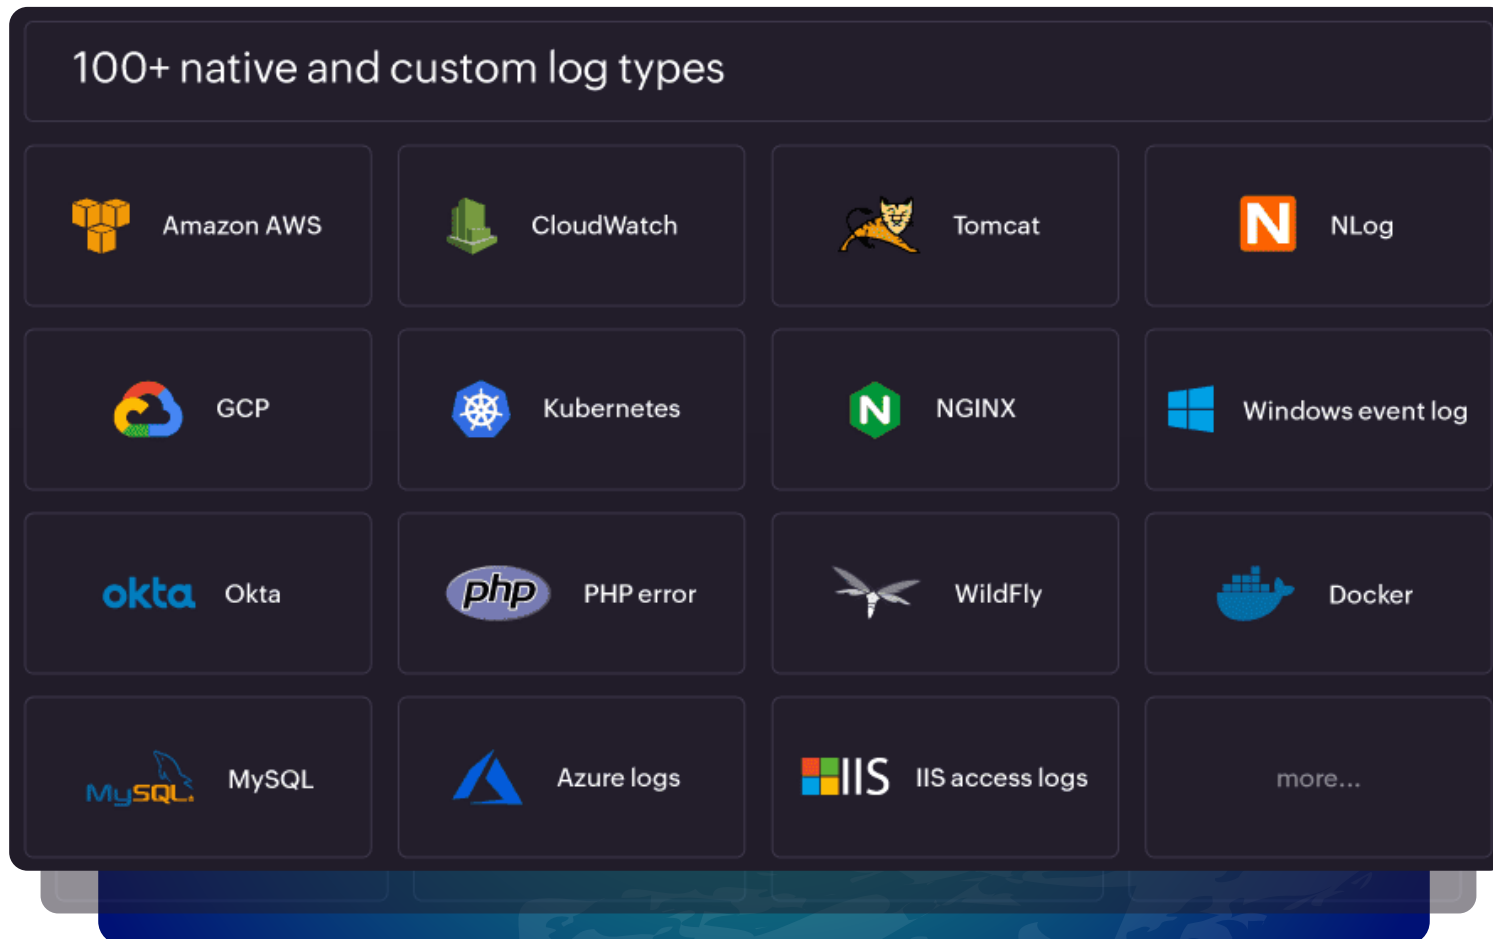 100+ native and custom log types
Amazon AWS
CloudWatch
Tomcat
N NLog
GCP
Kubernetes
N NGINX
Windows event log
okta Okta
php PHP error
WildFly
Docker
MySQL MySQL
Azure logs
IIS IIS access logs
more...